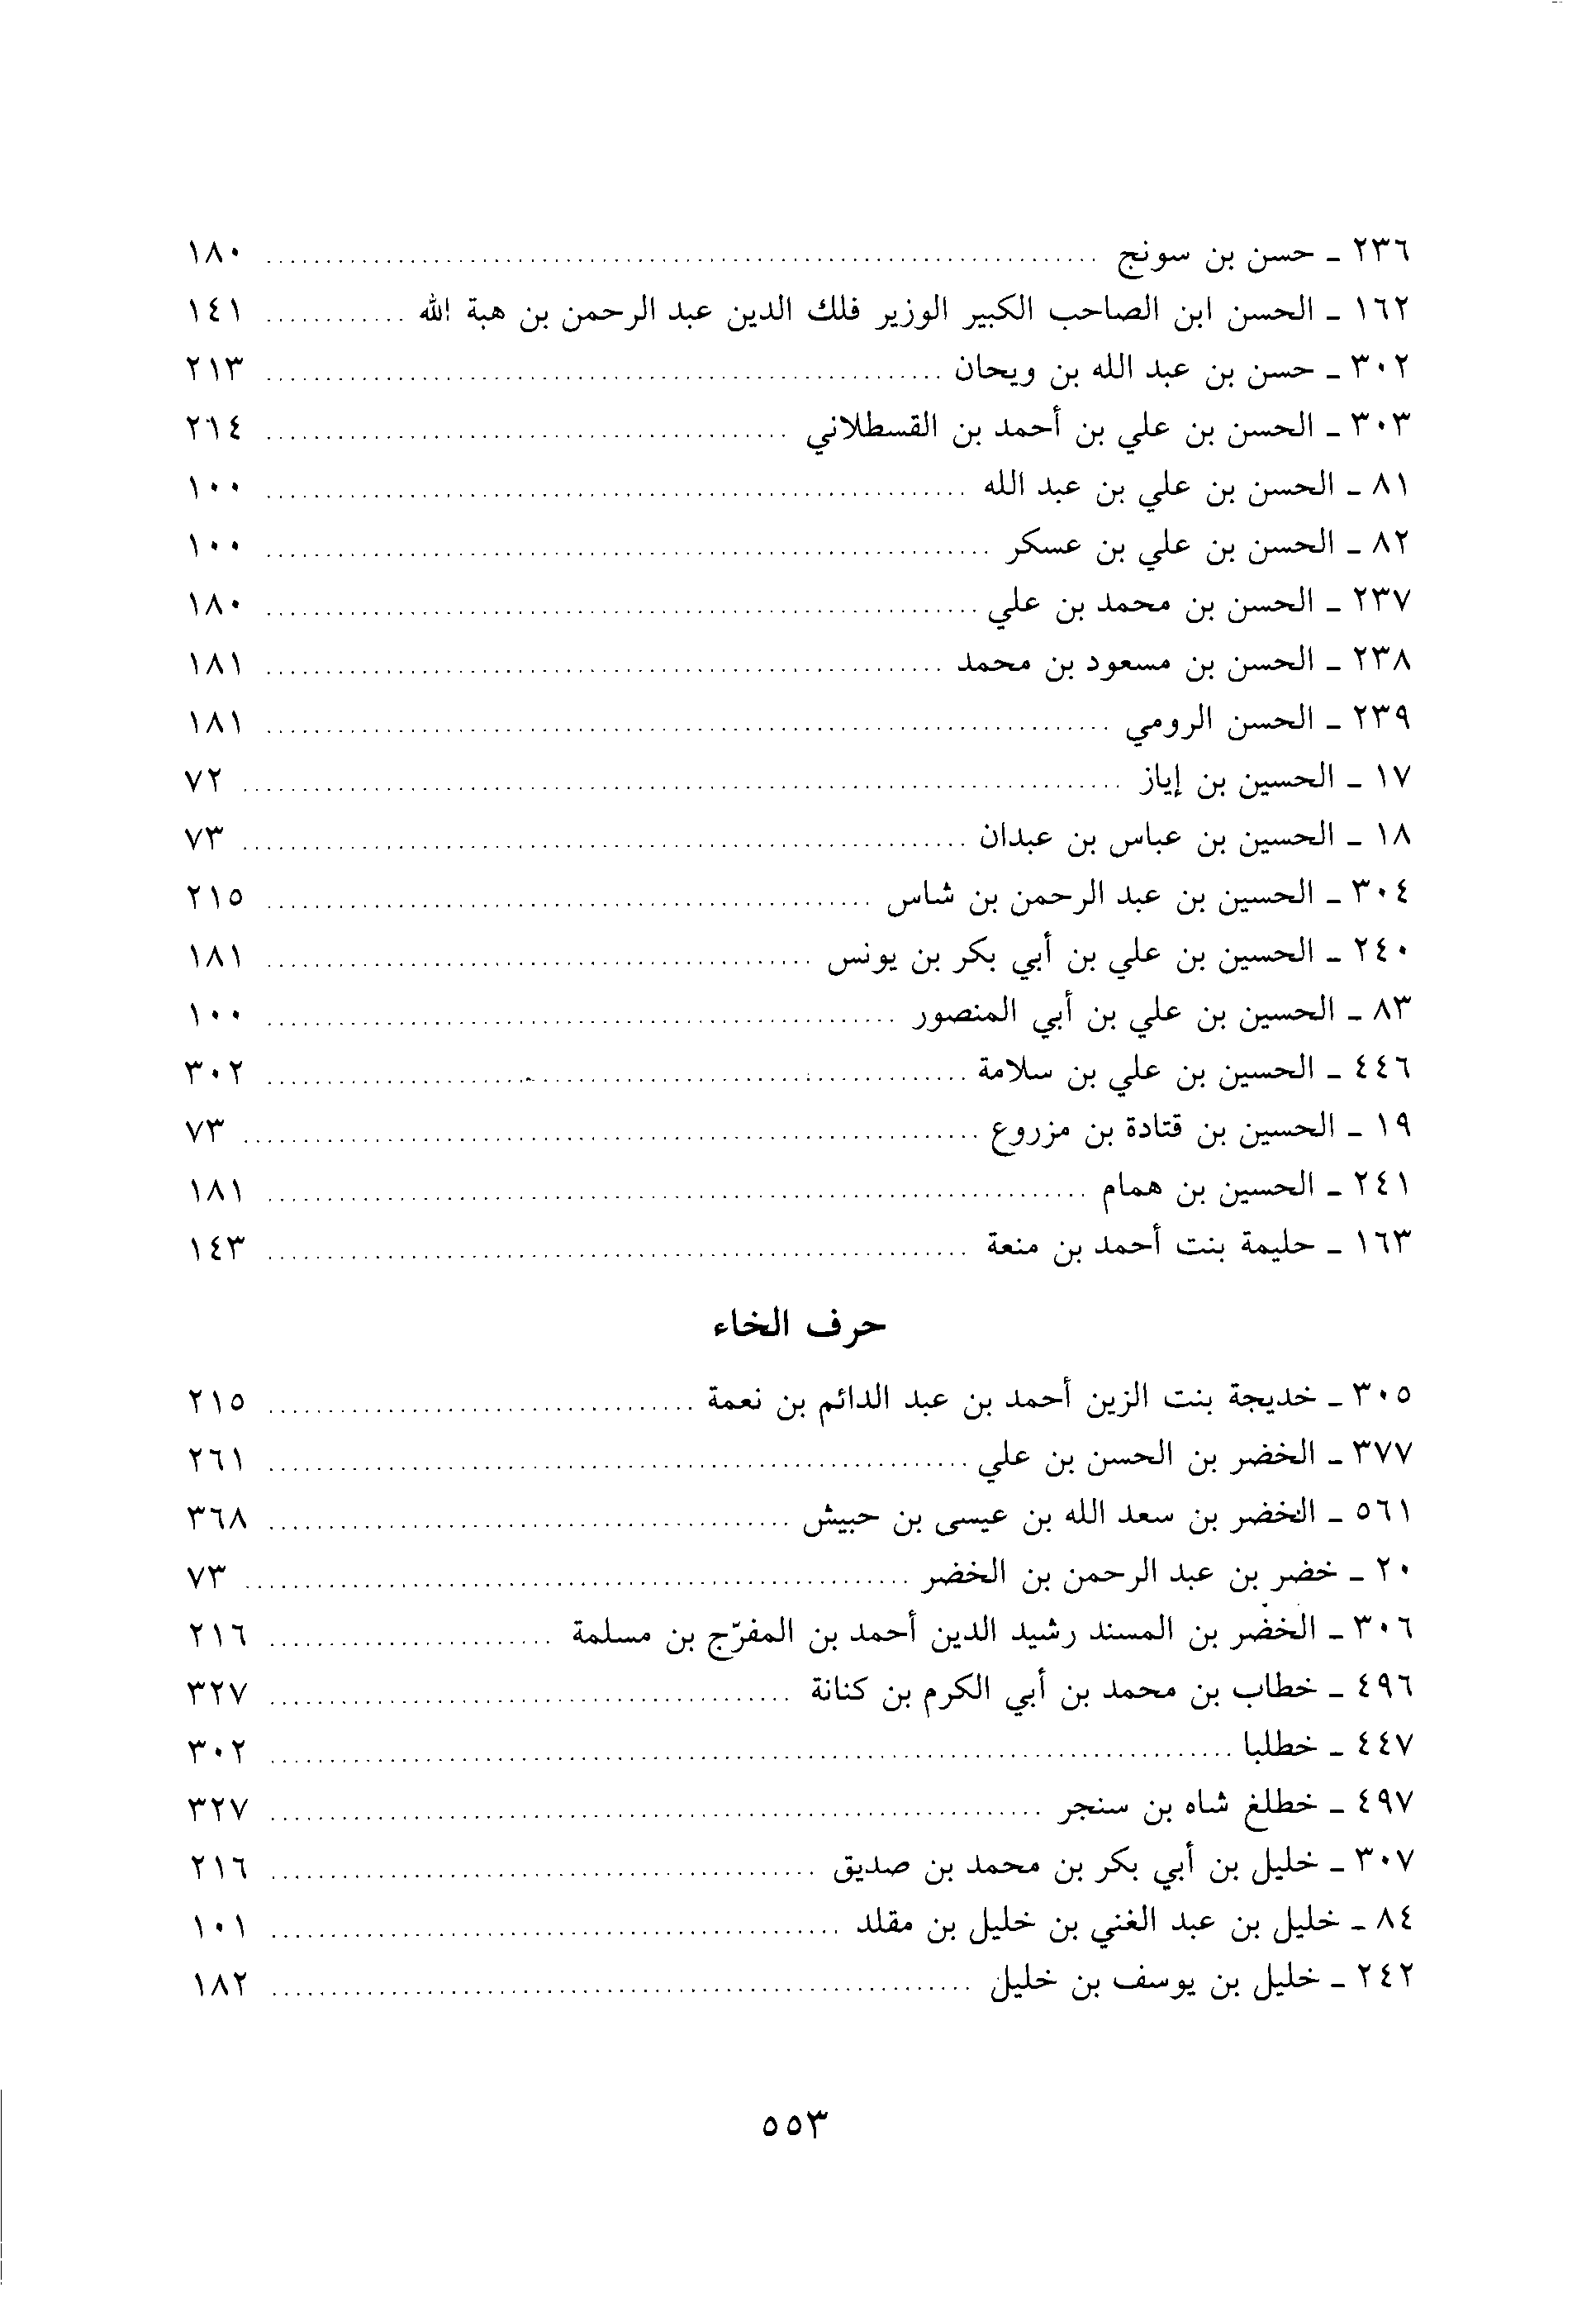 ٢٣٦ ـ حسن بن سونج ........ ١٨٠
١٦٢ ـ الحسن ابن الصاحب الكبير الوزير فلك الدين عبد الرحمن بن هبة الله ........ ١٤١
٣٠٢ ـ حسن بن عبد الله بن ويحان ........ ٢١٣
٣٠٣ ـ الحسن بن علي بن أحمد بن القسطلاني ........ ٢١٤
٨١ ـ الحسن بن علي بن عبد الله ........ ١٠٠
٨٢ ـ الحسن بن علي بن عسكر ........ ١٠٠
٢٣٧ ـ الحسن بن محمد بن علي ........ ١٨٠
٢٣٨ ـ الحسن بن مسعود بن محمد ........ ١٨١
٢٣٩ ـ الحسن الرومي ........ ١٨١
١٧ ـ الحسين بن إياز ........ ٧٢
١٨ ـ الحسين بن عباس بن عبدان ........ ٧٣
٣٠٤ ـ الحسين بن عبد الرحمن بن شاس ........ ٢١٥
٢٤٠ ـ الحسين بن علي بن أبي بكر بن يونس ........ ١٨١
٨٣ ـ الحسين بن علي بن أبي المنصور ........ ١٠٠
٤٤٦ ـ الحسين بن علي بن سلامة ........ ٣٠٢
١٩ ـ الحسين بن قتادة بن مزروع ........ ٧٣
٢٤١ ـ الحسين بن همام ........ ١٨١
١٦٣ ـ حليمة بنت أحمد بن منعة ........ ١٤٣
حرف الخاء
٣٠٥ ـ خديجة بنت الزين أحمد بن عبد الدائم بن نعمة ........ ٢١٥
٣٧٧ ـ الخضر بن الحسن بن علي ........ ٢٦١
٥٦١ ـ الخضر بن سعد الله بن عيسى بن حبيش ........ ٣٦٨
٢٠ ـ خضر بن عبد الرحمن بن الخضر ........ ٧٣
٣٠٦ ـ الخضر بن المسند رشيد الدين أحمد بن المفرّج بن مسلمة ........ ٢١٦
٤٩٦ ـ خطاب بن محمد بن أبي الكرم بن كنانة ........ ٣٢٧
٤٤٧ ـ خطلبا ........ ٣٠٢
٤٩٧ ـ خطلغ شاه بن سنجر ........ ٣٢٧
٣٠٧ ـ خليل بن أبي بكر بن محمد بن صديق ........ ٢١٦
٨٤ ـ خليل بن عبد الغني بن خليل بن مقلد ........ ١٠١
٢٤٢ ـ خليل بن يوسف بن خليل ........ ١٨٢
٥٥٣